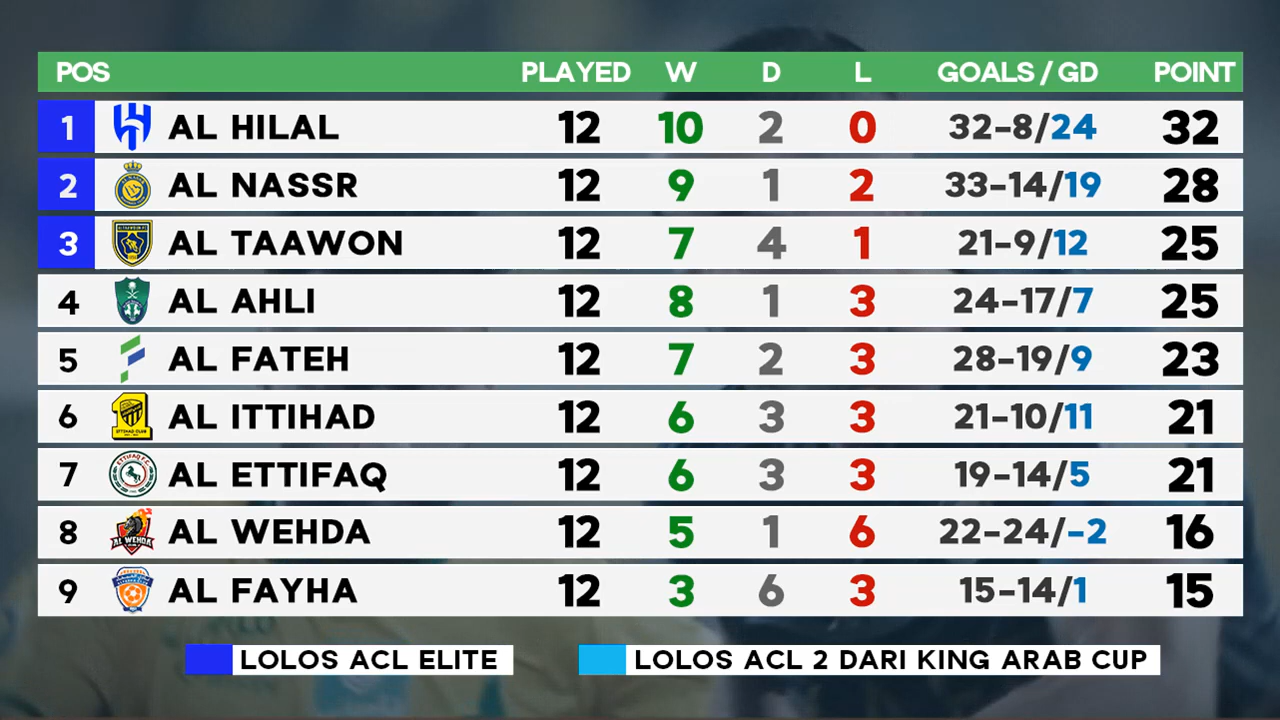 POS PLAYED W D L GOALS / GD POINT
1 AL HILAL 12 10 2 0 32-8/24 32
2 AL NASSR 12 9 1 2 33-14/19 28
3 AL TAAWON 12 7 4 1 21-9/12 25
4 AL AHLI 12 8 1 3 24-17/7 25
5 AL FATEH 12 7 2 3 28-19/9 23
6 AL ITTIHAD 12 6 3 3 21-10/11 21
7 AL ETTIFAQ 12 6 3 3 19-14/5 21
8 AL WEHDA 12 5 1 6 22-24/-2 16
9 AL FAYHA 12 3 6 3 15-14/1 15
LOLOS ACL ELITE LOLOS ACL 2 DARI KING ARAB CUP